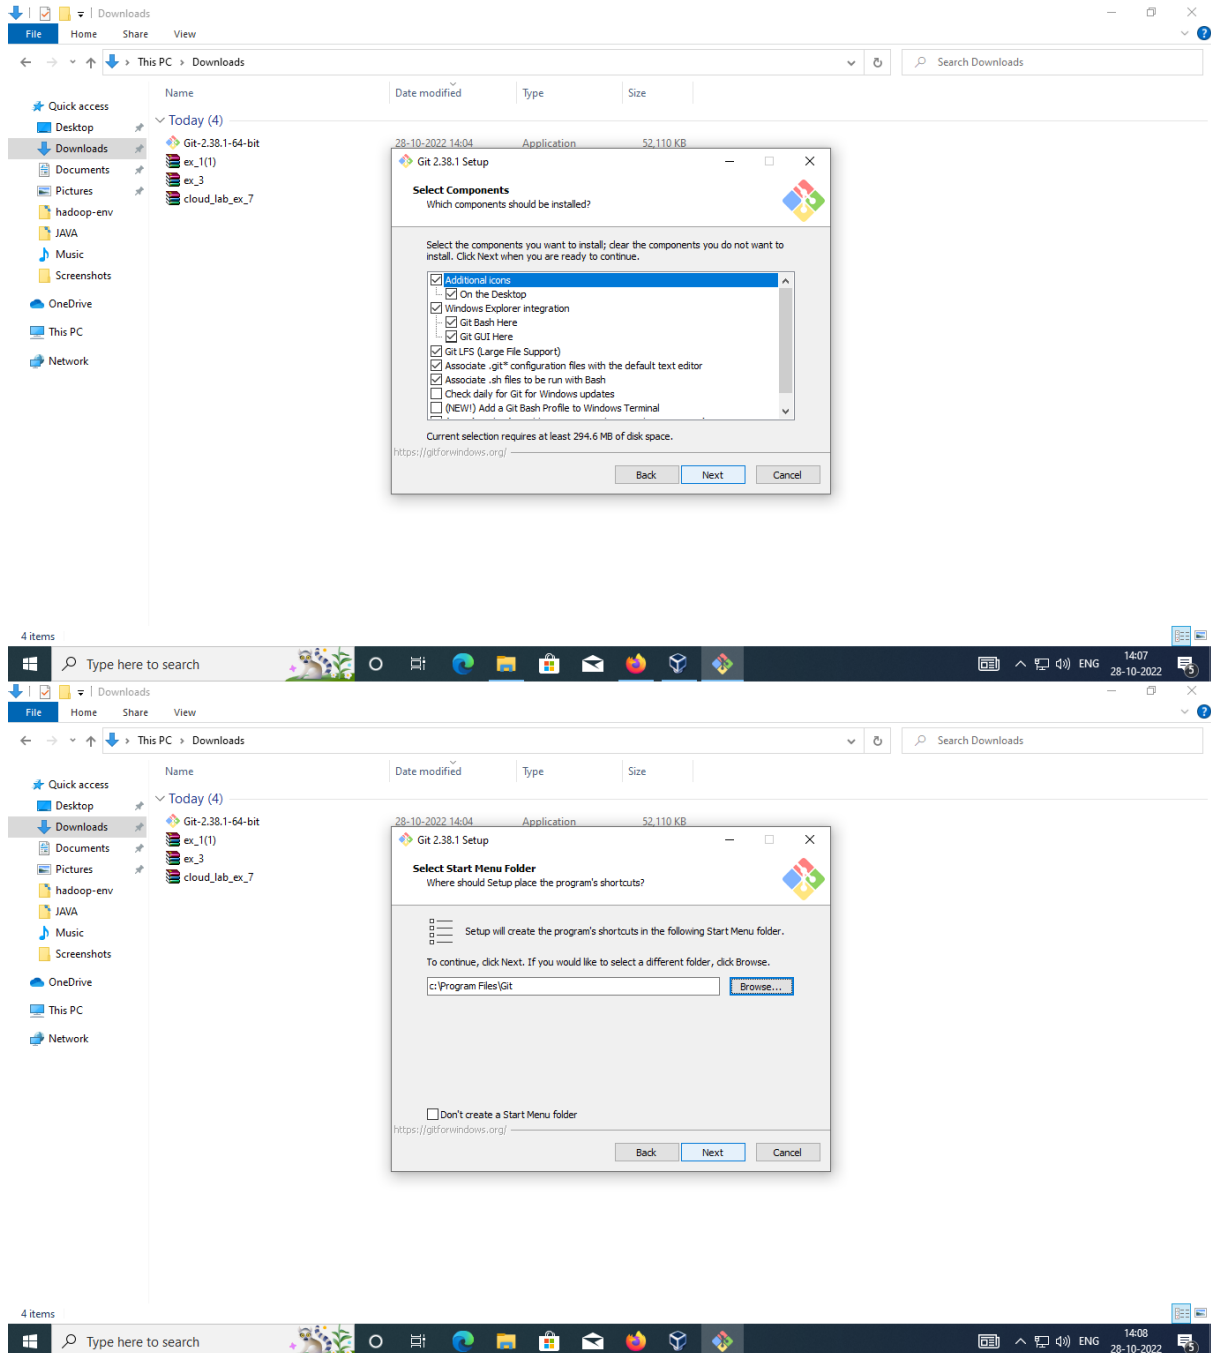 Downloads
File Home Share View
This PC › Downloads
Search Downloads
Name Date modified Type Size
Quick access
Desktop
Downloads
Documents
Pictures
hadoop-env
JAVA
Music
Screenshots
OneDrive
This PC
Network
Today (4)
Git-2.38.1-64-bit 28-10-2022 14:04 Application 52,110 KB
ex_1(1)
ex_3
cloud_lab_ex_7
Git 2.38.1 Setup
Select Components
Which components should be installed?
Select the components you want to install; clear the components you do not want to
install. Click Next when you are ready to continue.
Additional icons
On the Desktop
Windows Explorer integration
Git Bash Here
Git GUI Here
Git LFS (Large File Support)
Associate .git* configuration files with the default text editor
Associate .sh files to be run with Bash
Check daily for Git for Windows updates
(NEW!) Add a Git Bash Profile to Windows Terminal
Current selection requires at least 294.6 MB of disk space.
https://gitforwindows.org/
Back Next Cancel
4 items
Type here to search
ENG
14:07
28-10-2022
5
Downloads
File Home Share View
This PC › Downloads
Search Downloads
Name Date modified Type Size
Quick access
Desktop
Downloads
Documents
Pictures
hadoop-env
JAVA
Music
Screenshots
OneDrive
This PC
Network
Today (4)
Git-2.38.1-64-bit 28-10-2022 14:04 Application 52,110 KB
ex_1(1)
ex_3
cloud_lab_ex_7
Git 2.38.1 Setup
Select Start Menu Folder
Where should Setup place the program's shortcuts?
Setup will create the program's shortcuts in the following Start Menu folder.
To continue, click Next. If you would like to select a different folder, click Browse.
c:\Program Files\Git
Browse...
Don't create a Start Menu folder
https://gitforwindows.org/
Back Next Cancel
4 items
Type here to search
ENG
14:08
28-10-2022
5